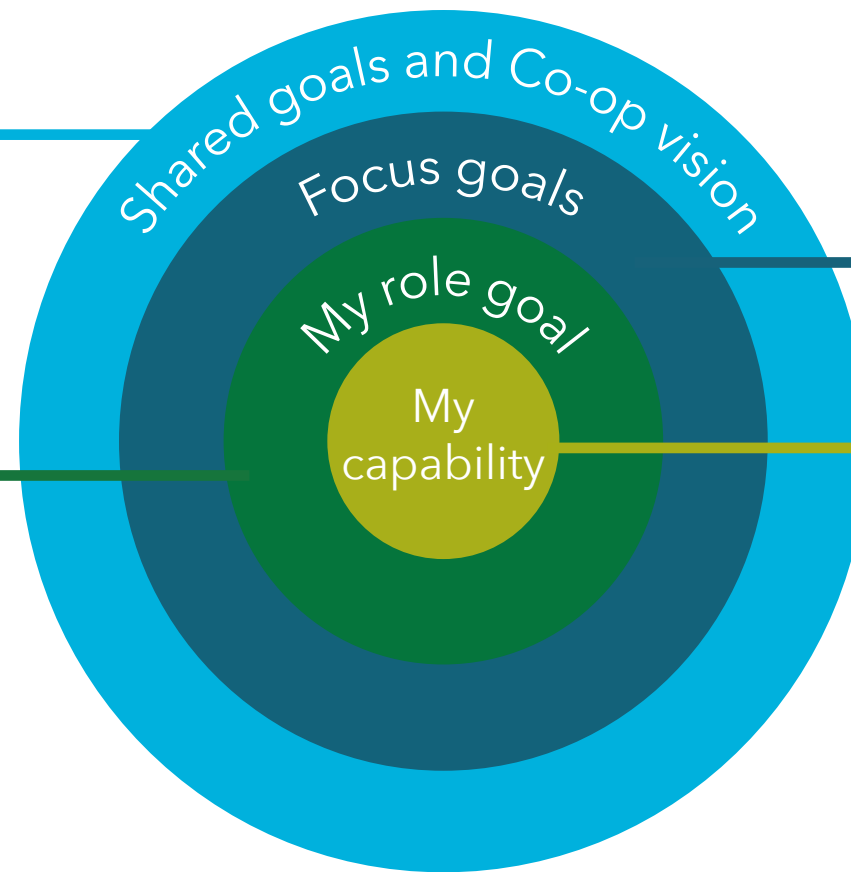 Shared goals and Co-op vision
Focus goals
My role goal
My
capability